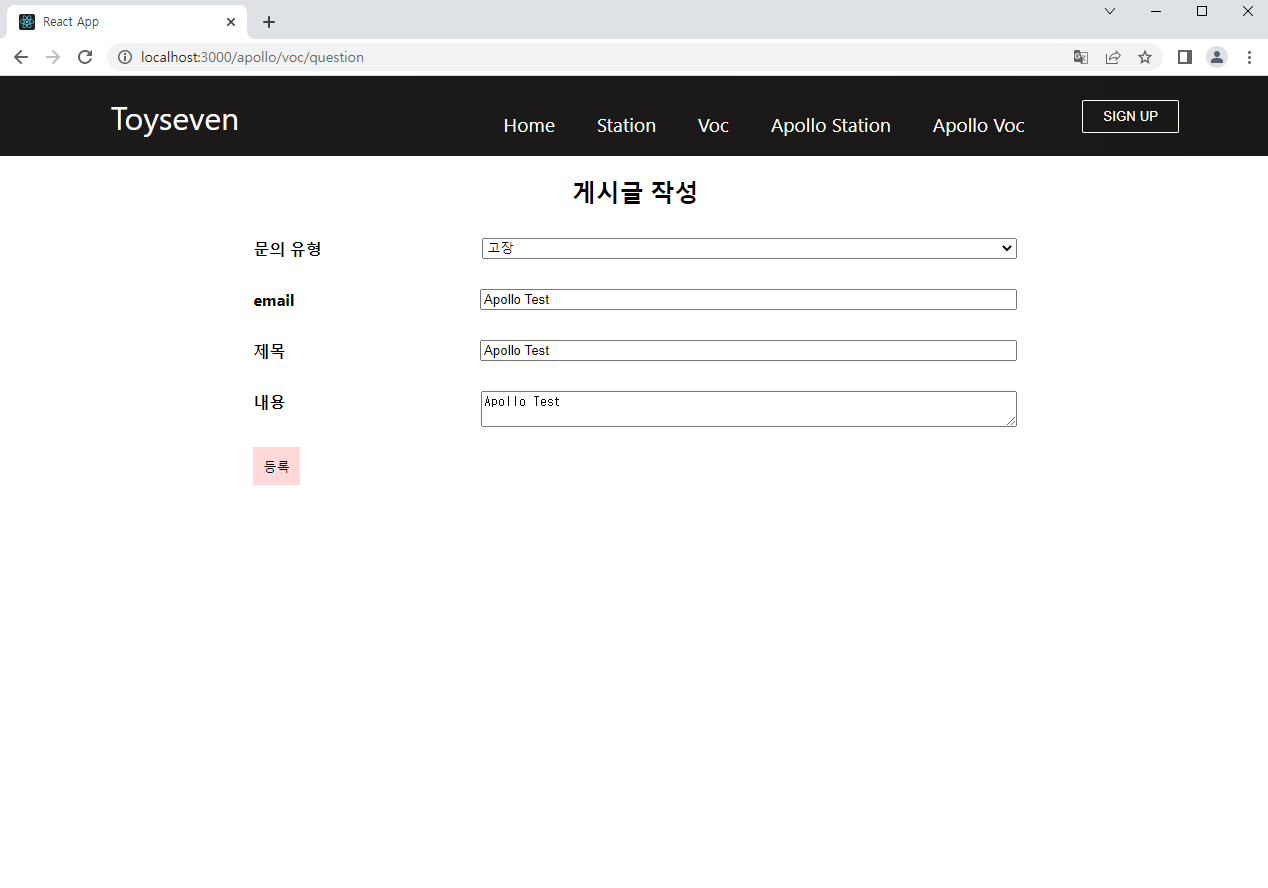 React App
localhost:3000/apollo/voc/question
Toyseven
Home Station Voc Apollo Station Apollo Voc SIGN UP
게시글 작성
문의 유형 고장
email Apollo Test
제목 Apollo Test
내용 Apollo Test
등록